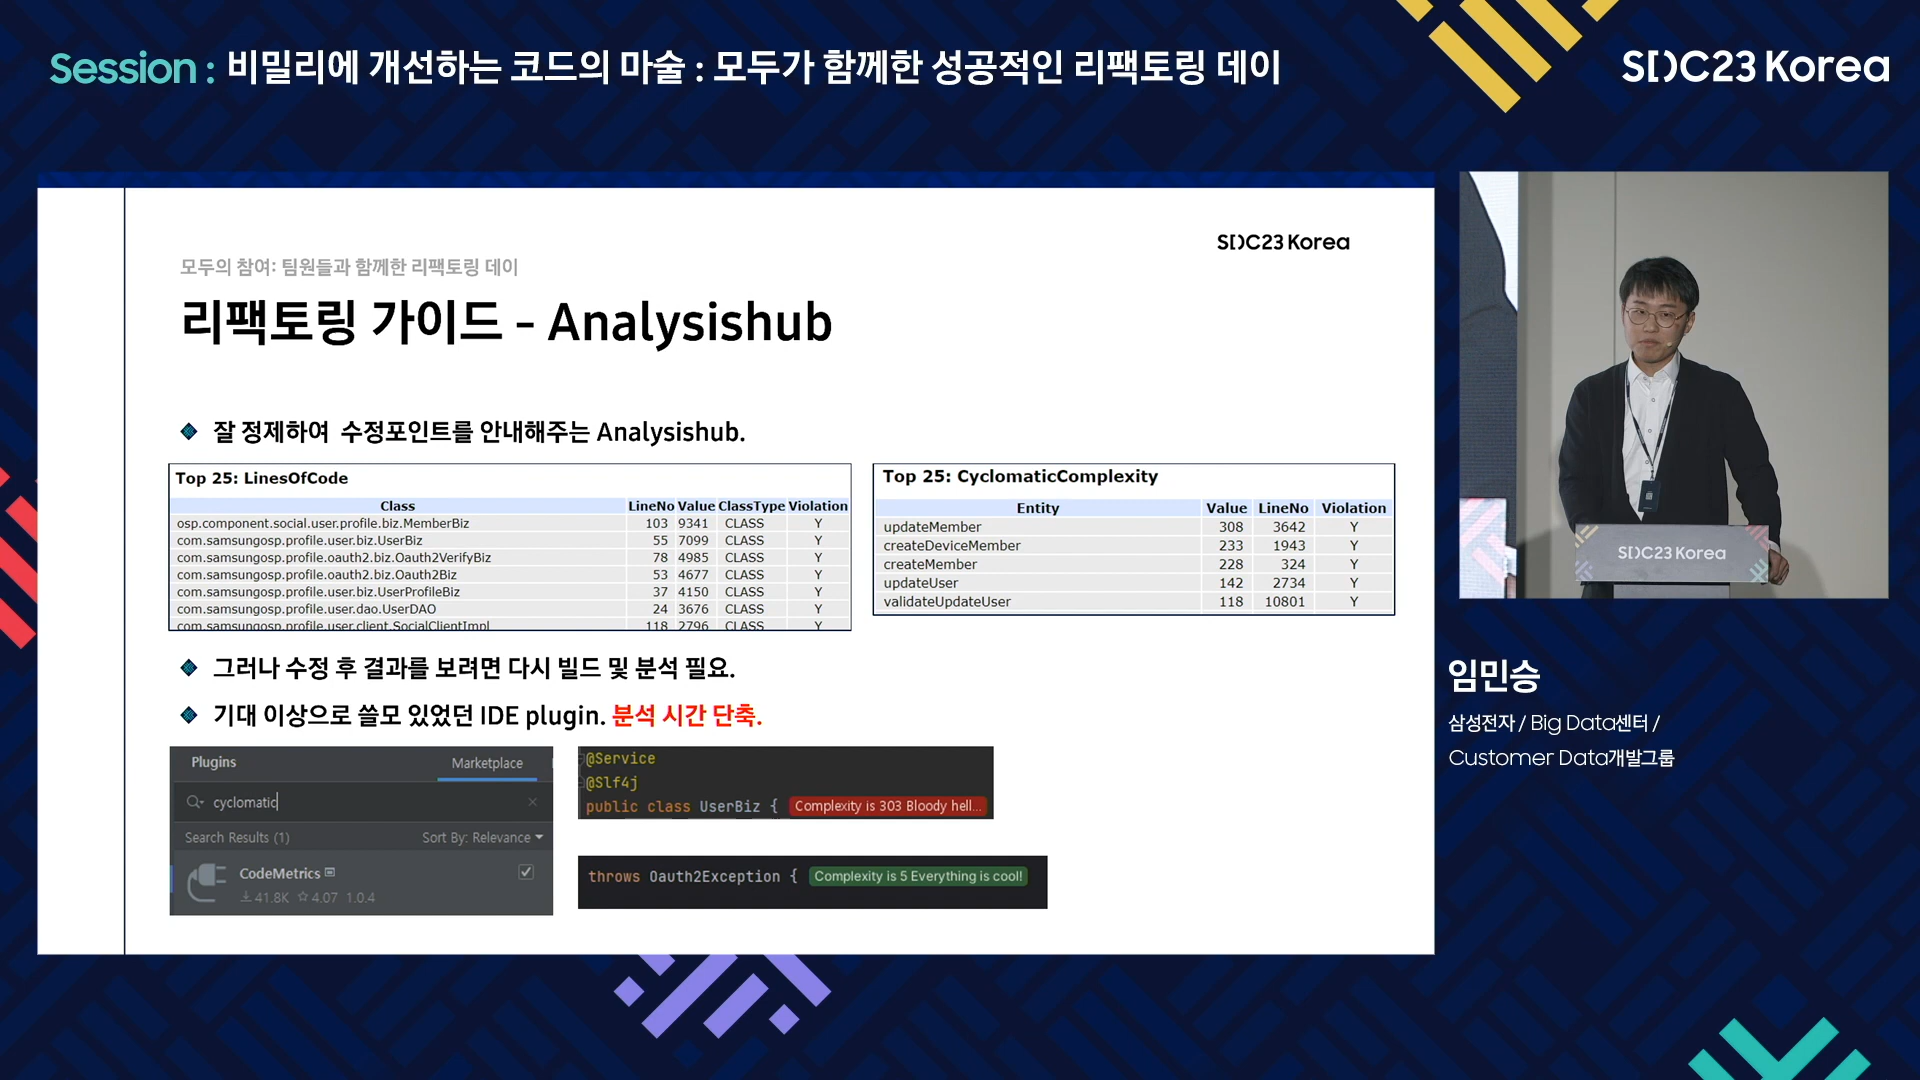 Session : 비밀리에 개선하는 코드의 마술 : 모두가 함께한 성공적인 리팩토링 데이
SDC23 Korea
SDC23 Korea
모두의 참여: 팀원들과 함께한 리팩토링 데이
리팩토링 가이드 - Analysishub
잘 정제하여 수정포인트를 안내해주는 Analysishub.
Top 25: LinesOfCode
Class LineNo Value ClassType Violation
osp.component.social.user.profile.biz.MemberBiz 103 9341 CLASS Y
com.samsungosp.profile.user.biz.UserBiz 55 7099 CLASS Y
com.samsungosp.profile.oauth2.biz.Oauth2VerifyBiz 78 4985 CLASS Y
com.samsungosp.profile.oauth2.biz.Oauth2Biz 53 4677 CLASS Y
com.samsungosp.profile.user.biz.UserProfileBiz 37 4150 CLASS Y
com.samsungosp.profile.user.dao.UserDAO 24 3676 CLASS Y
com.samsungosp.profile.user.client.SocialClientImpl 118 2796 CLASS Y
Top 25: CyclomaticComplexity
Entity Value LineNo Violation
updateMember 308 3642 Y
createDeviceMember 233 1943 Y
createMember 228 324 Y
updateUser 142 2734 Y
validateUpdateUser 118 10801 Y
그러나 수정 후 결과를 보려면 다시 빌드 및 분석 필요.
기대 이상으로 쓸모 있었던 IDE plugin. 분석 시간 단축.
Plugins Marketplace
cyclomatic
Search Results (1) Sort By: Relevance
CodeMetrics
41.8K 4.07 1.0.4
@Service
@Slf4j
public class UserBiz { Complexity is 303 Bloody hell...
throws Oauth2Exception { Complexity is 5 Everything is cool!
SDC23 Korea
임민승
삼성전자 / Big Data센터 /
Customer Data개발그룹